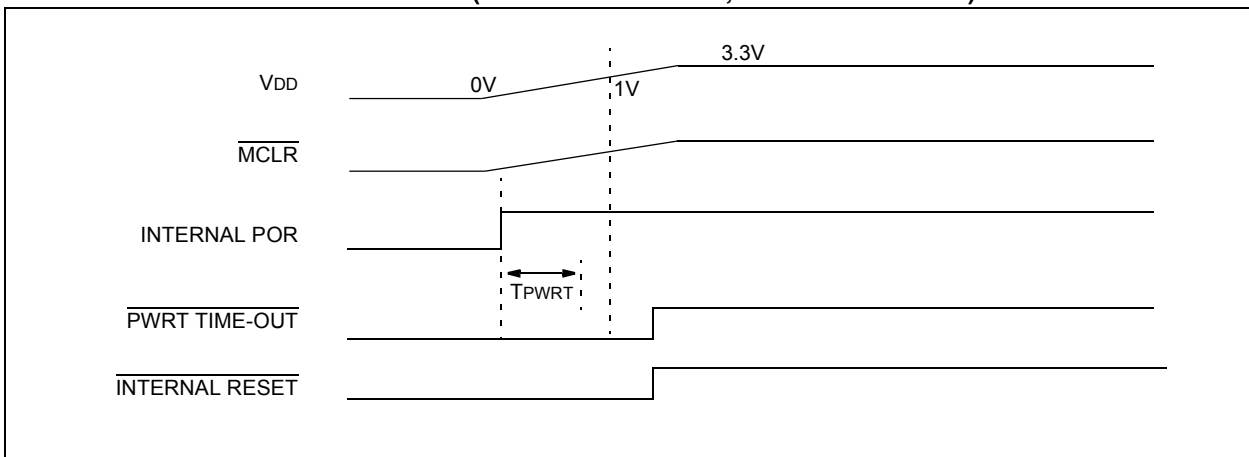 3.3V
VDD
0V
1V
MCLR
INTERNAL POR
TPWRT
PWRT TIME-OUT
INTERNAL RESET